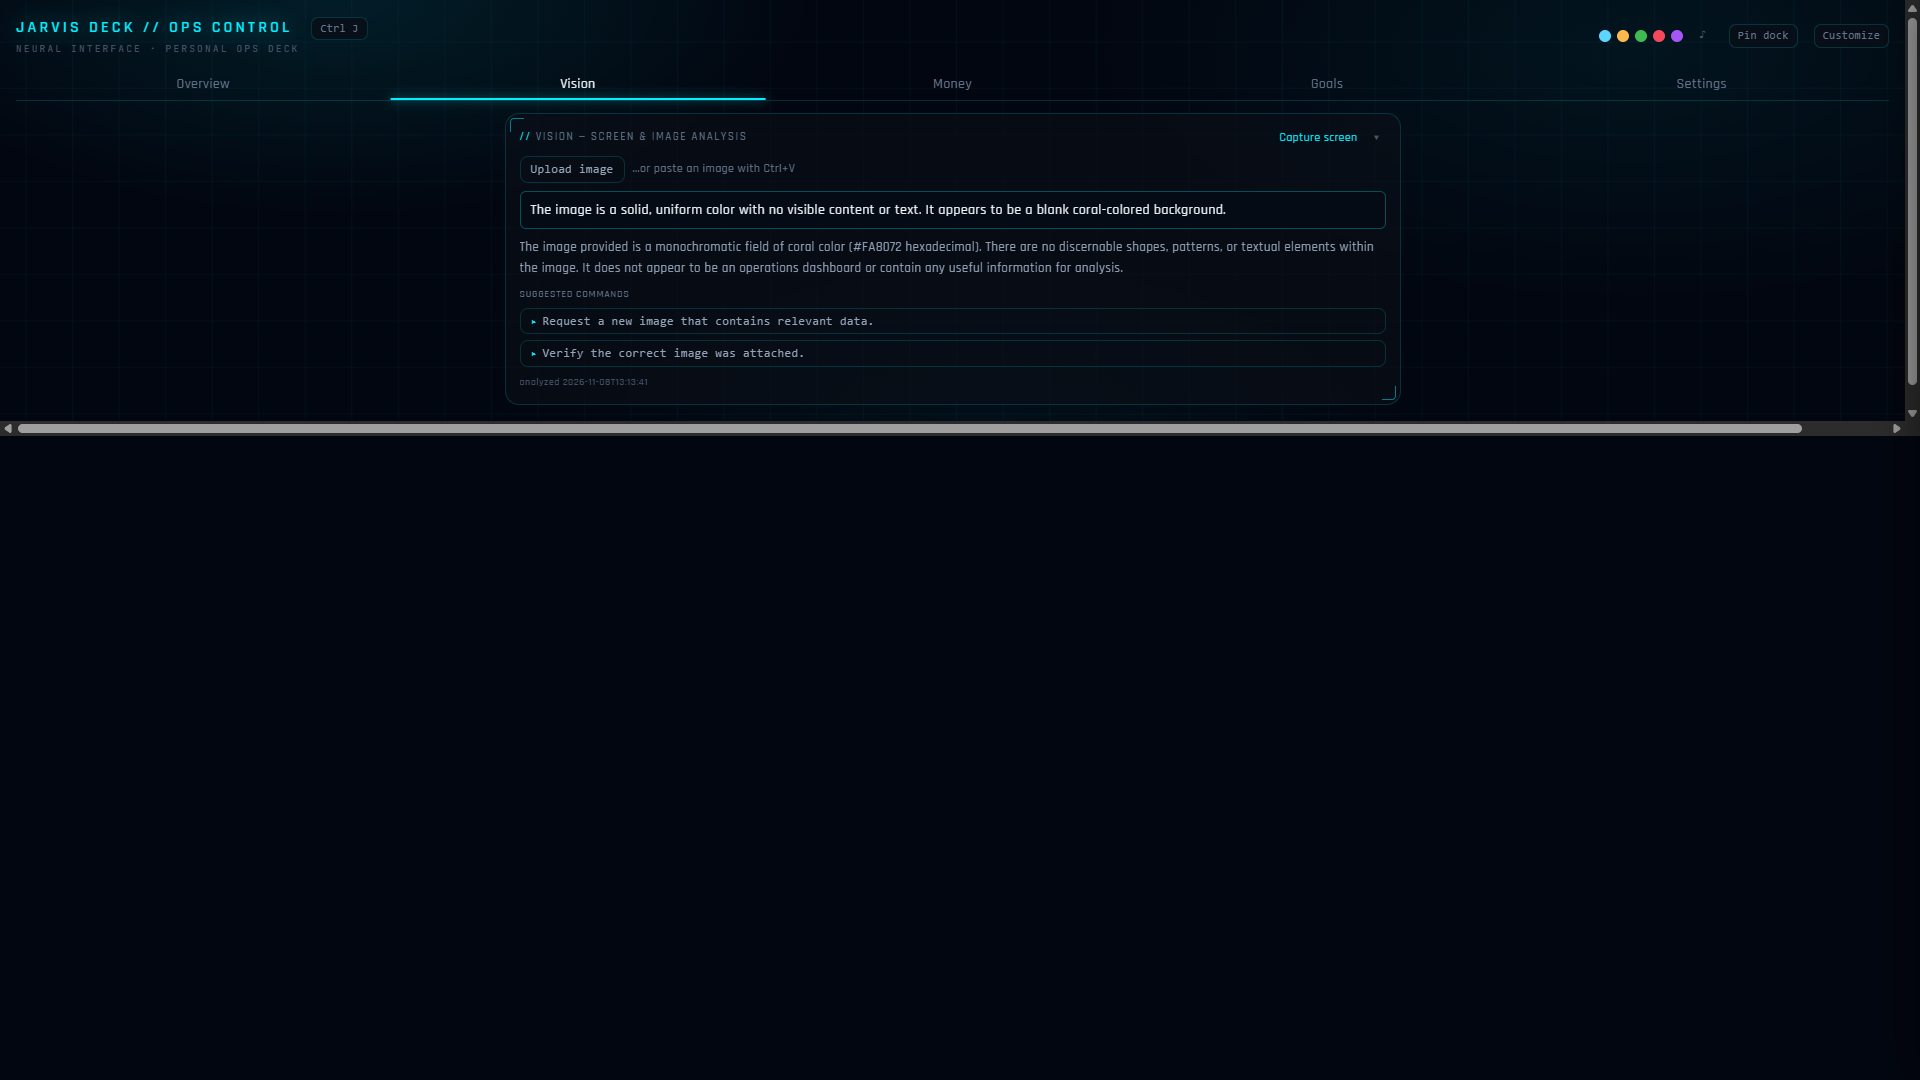 JARVIS DECK // OPS CONTROL
Ctrl J
NEURAL INTERFACE · PERSONAL OPS DECK
Pin dock
Customize
Overview
Vision
Money
Goals
Settings
// VISION — SCREEN & IMAGE ANALYSIS
Capture screen
Upload image
…or paste an image with Ctrl+V
The image is a solid, uniform color with no visible content or text. It appears to be a blank coral-colored background.
The image provided is a monochromatic field of coral color (#FA8072 hexadecimal). There are no discernable shapes, patterns, or textual elements within
the image. It does not appear to be an operations dashboard or contain any useful information for analysis.
SUGGESTED COMMANDS
▸ Request a new image that contains relevant data.
▸ Verify the correct image was attached.
analyzed 2026-11-08T13:13:41